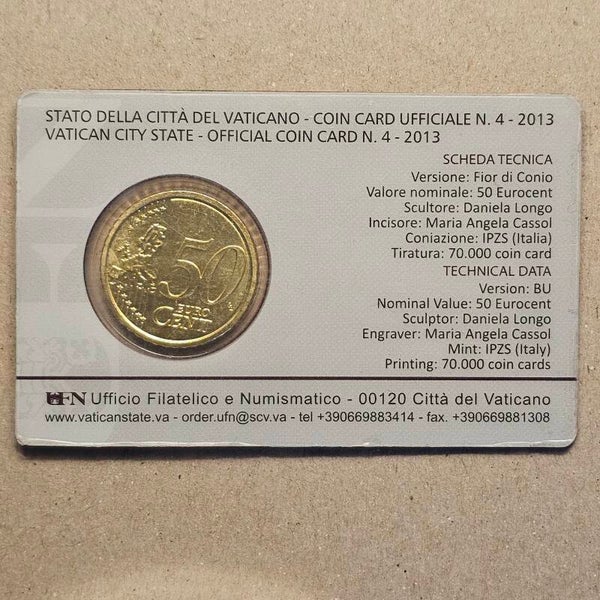 STATO DELLA CITTÀ DEL VATICANO - COIN CARD UFFICIALE N. 4 - 2013
VATICAN CITY STATE - OFFICIAL COIN CARD N. 4 - 2013
SCHEDA TECNICA
Versione: Fior di Conio
Valore nominale: 50 Eurocent
Scultore: Daniela Longo
Incisore: Maria Angela Cassol
Coniazione: IPZS (Italia)
Tiratura: 70.000 coin card
TECHNICAL DATA
Version: BU
Nominal Value: 50 Eurocent
Sculptor: Daniela Longo
Engraver: Maria Angela Cassol
Mint: IPZS (Italy)
Printing: 70.000 coin cards
50
EURO
CENT
UFN Ufficio Filatelico e Numismatico - 00120 Città del Vaticano
www.vaticanstate.va - order.ufn@scv.va - tel +390669883414 - fax. +390669881308